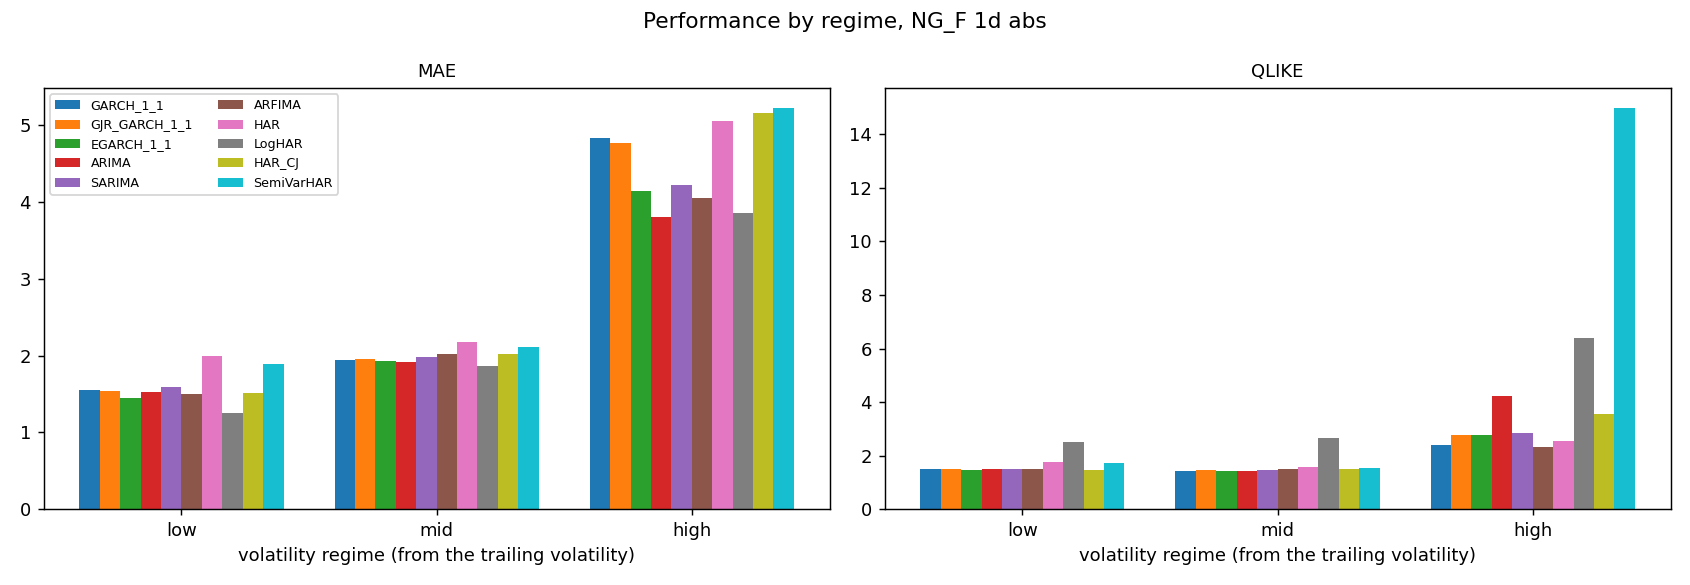 Performance by regime, NG_F 1d abs
MAE
GARCH_1_1
GJR_GARCH_1_1
EGARCH_1_1
ARIMA
SARIMA
ARFIMA
HAR
LogHAR
HAR_CJ
SemiVarHAR
5
4
3
2
1
0
low mid high
volatility regime (from the trailing volatility)
QLIKE
14
12
10
8
6
4
2
0
low mid high
volatility regime (from the trailing volatility)